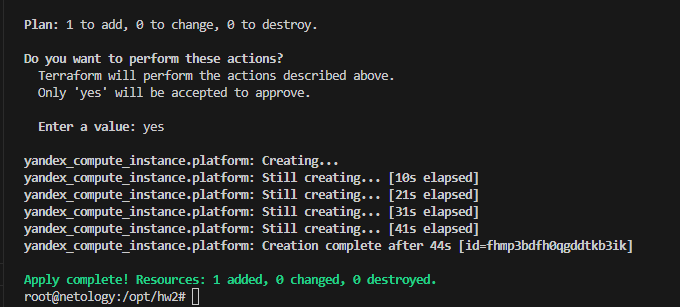 Plan: 1 to add, 0 to change, 0 to destroy.
Do you want to perform these actions?
Terraform will perform the actions described above.
Only 'yes' will be accepted to approve.
Enter a value: yes
yandex_compute_instance.platform: Creating...
yandex_compute_instance.platform: Still creating... [10s elapsed]
yandex_compute_instance.platform: Still creating... [21s elapsed]
yandex_compute_instance.platform: Still creating... [31s elapsed]
yandex_compute_instance.platform: Still creating... [41s elapsed]
yandex_compute_instance.platform: Creation complete after 44s [id=fhmp3bdfh0qgddtkb3ik]
Apply complete! Resources: 1 added, 0 changed, 0 destroyed.
root@netology:/opt/hw2#